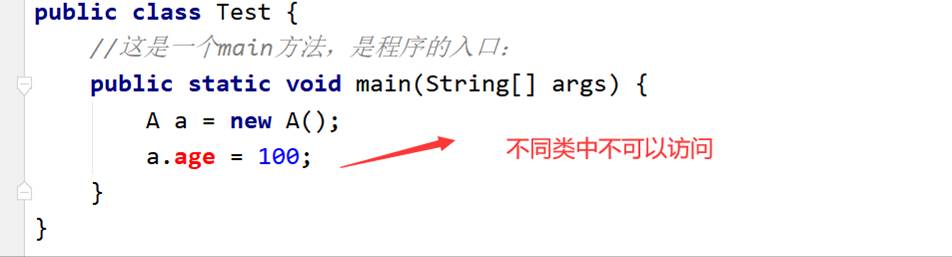 public class Test {
//这是一个main方法，是程序的入口：
public static void main(String[] args) {
A a = new A();
a.age = 100;
不同类中不可以访问
}
}